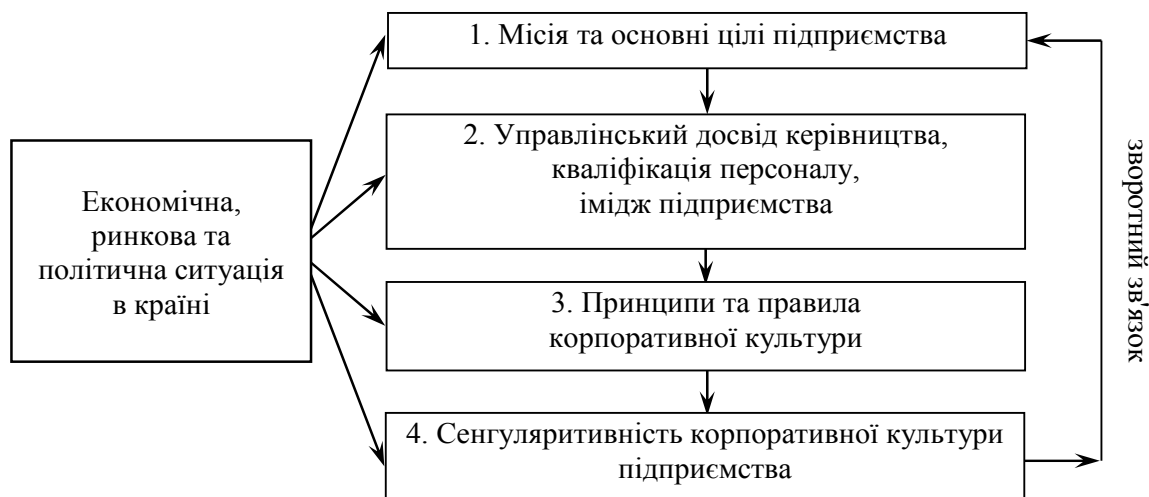 1. Місія та основні цілі підприємства
2. Управлінський досвід керівництва,
кваліфікація персоналу,
імідж підприємства
Економічна,
ринкова та
політична ситуація
в країні
3. Принципи та правила
корпоративної культури
4. Сенгуляритивність корпоративної культури
підприємства
зворотний зв'язок